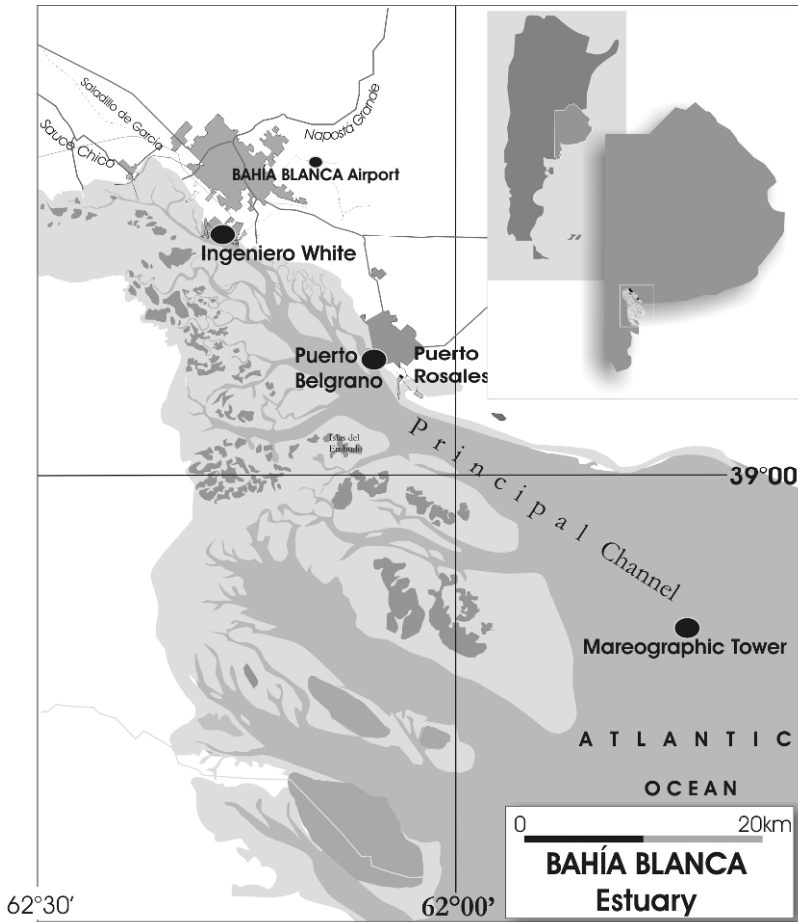 Saladillo de García
Sauce Chico
Napostá Grande
BAHÍA BLANCA Airport
Ingeniero White
Puerto
Belgrano
Puerto
Rosales
Islas del
Embudo
Principal Channel
39°00
Mareographic Tower
ATLANTIC
OCEAN
0 20km
BAHÍA BLANCA
Estuary
62°30'
62°00'